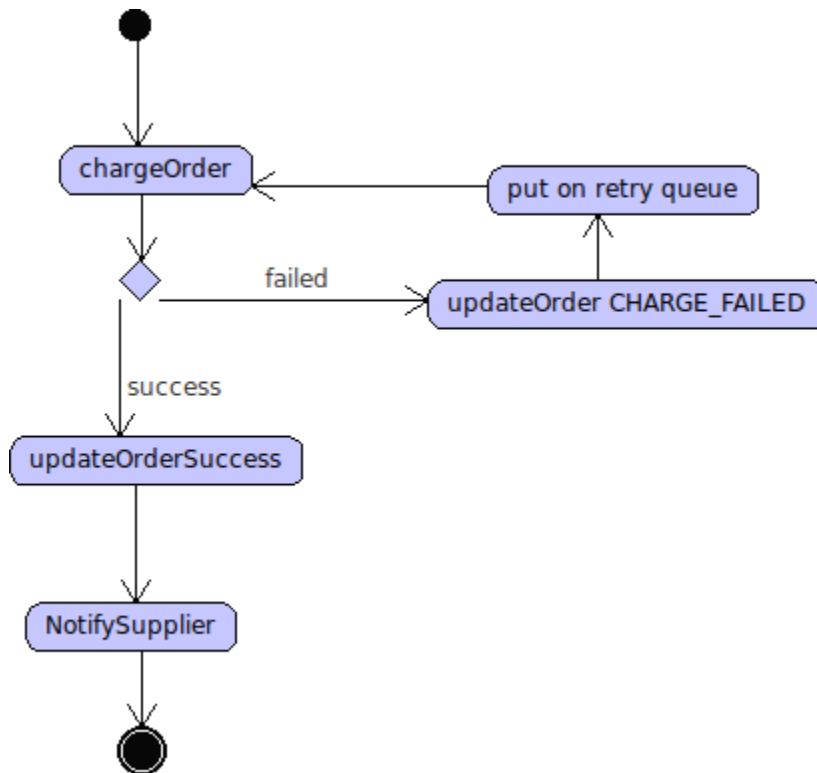 chargeOrder
put on retry queue
failed
updateOrder CHARGE_FAILED
success
updateOrderSuccess
NotifySupplier